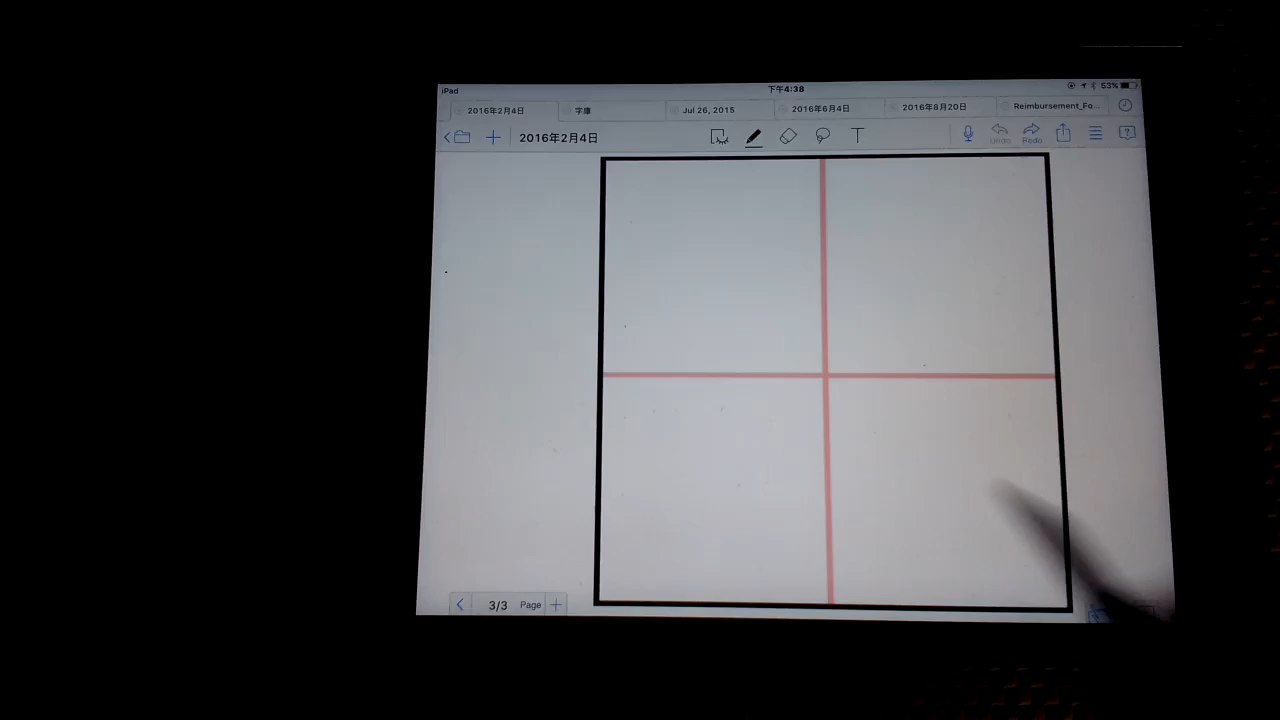 iPad 下午4:38 53%
2016年2月4日 字庫 Jul 26, 2015 2016年6月4日 2016年8月20日 Reimbursement_Fo...
2016年2月4日 T Undo Redo ?
3/3 Page